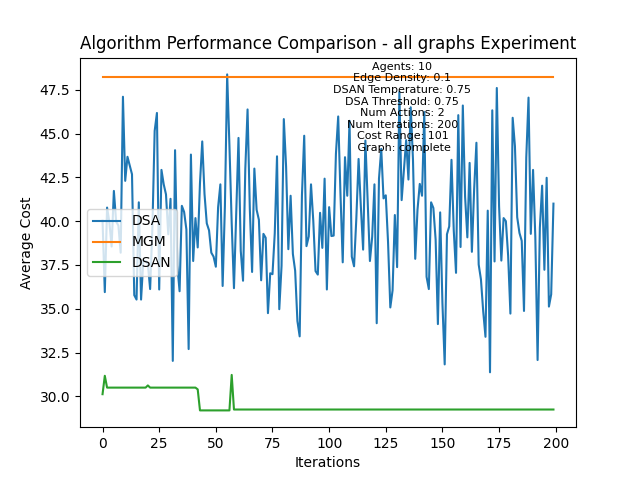 Algorithm Performance Comparison - all graphs Experiment
Agents: 10
Edge Density: 0.1
DSAN Temperature: 0.75
DSA Threshold: 0.75
Num Actions: 2
Num Iterations: 200
Cost Range: 101
Graph: complete
Average Cost
47.5
45.0
42.5
40.0
37.5
35.0
32.5
30.0
DSA
MGM
DSAN
0 25 50 75 100 125 150 175 200
Iterations